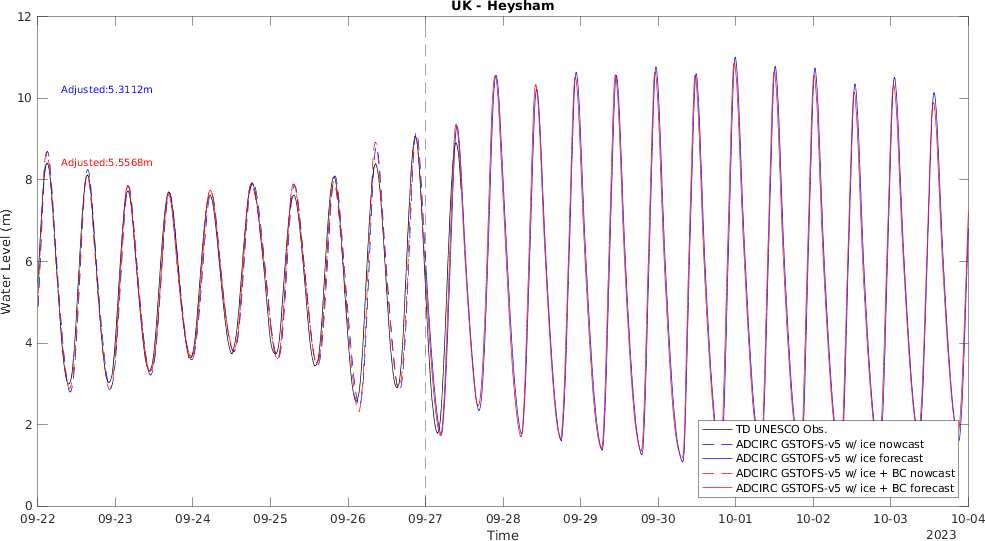 UK - Heysham
12
10
8
6
4
2
0
Water Level (m)
Adjusted:5.3112m
Adjusted:5.5568m
TD UNESCO Obs.
ADCIRC GSTOFS-v5 w/ ice nowcast
ADCIRC GSTOFS-v5 w/ ice forecast
ADCIRC GSTOFS-v5 w/ ice + BC nowcast
ADCIRC GSTOFS-v5 w/ ice + BC forecast
09-22 09-23 09-24 09-25 09-26 09-27 09-28 09-29 09-30 10-01 10-02 10-03 10-04
Time
2023